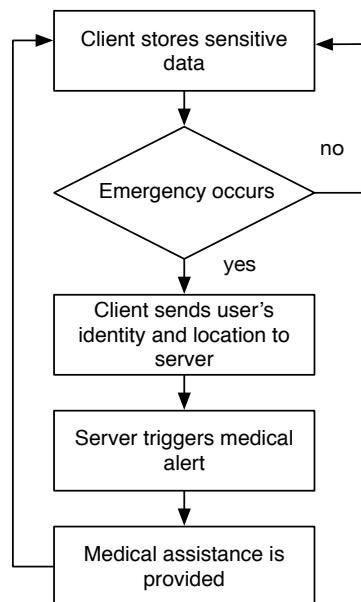 Client stores sensitive
data
Emergency occurs
no
yes
Client sends user's
identity and location to
server
Server triggers medical
alert
Medical assistance is
provided